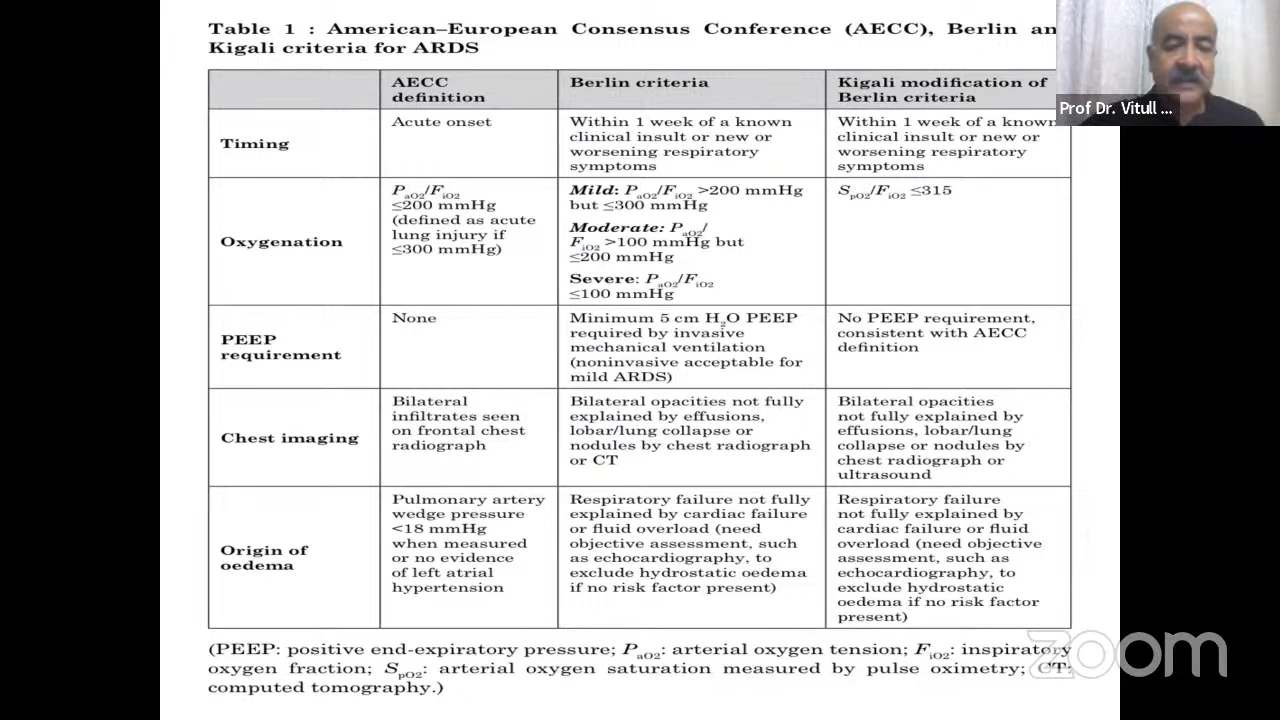 Table 1 : American–European Consensus Conference (AECC), Berlin an
Kigali criteria for ARDS
AECC
definition
Berlin criteria
Kigali modification of
Berlin criteria
Prof Dr. Vitull ...
Timing
Acute onset
Within 1 week of a known
clinical insult or new or
worsening respiratory
symptoms
Within 1 week of a known
clinical insult or new or
worsening respiratory
symptoms
Oxygenation
PaO2/FiO2
≤200 mmHg
(defined as acute
lung injury if
≤300 mmHg)
Mild: PaO2/FiO2 >200 mmHg
but ≤300 mmHg
Moderate: PaO2/
FiO2 >100 mmHg but
≤200 mmHg
Severe: PaO2/FiO2
≤100 mmHg
SpO2/FiO2 ≤315
PEEP
requirement
None
Minimum 5 cm H2O PEEP
required by invasive
mechanical ventilation
(noninvasive acceptable for
mild ARDS)
No PEEP requirement,
consistent with AECC
definition
Chest imaging
Bilateral
infiltrates seen
on frontal chest
radiograph
Bilateral opacities not fully
explained by effusions,
lobar/lung collapse or
nodules by chest radiograph
or CT
Bilateral opacities
not fully explained by
effusions, lobar/lung
collapse or nodules by
chest radiograph or
ultrasound
Origin of
oedema
Pulmonary artery
wedge pressure
<18 mmHg
when measured
or no evidence
of left atrial
hypertension
Respiratory failure not fully
explained by cardiac failure
or fluid overload (need
objective assessment, such
as echocardiography, to
exclude hydrostatic oedema
if no risk factor present)
Respiratory failure
not fully explained by
cardiac failure or fluid
overload (need objective
assessment, such as
echocardiography, to
exclude hydrostatic
oedema if no risk factor
present)
(PEEP: positive end-expiratory pressure; PaO2: arterial oxygen tension; FiO2: inspiratory
oxygen fraction; SpO2: arterial oxygen saturation measured by pulse oximetry; CT:
computed tomography.)
zoom